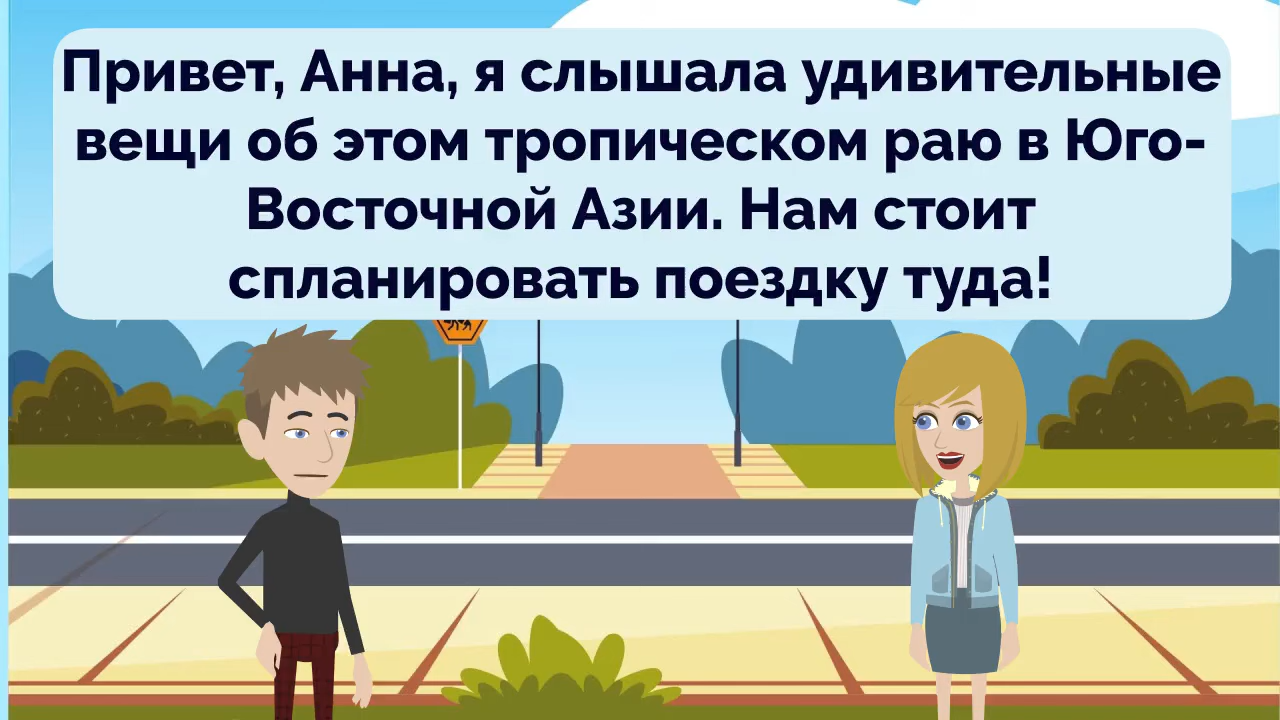 Привет, Анна, я слышала удивительные
вещи об этом тропическом раю в Юго-
Восточной Азии. Нам стоит
спланировать поездку туда!